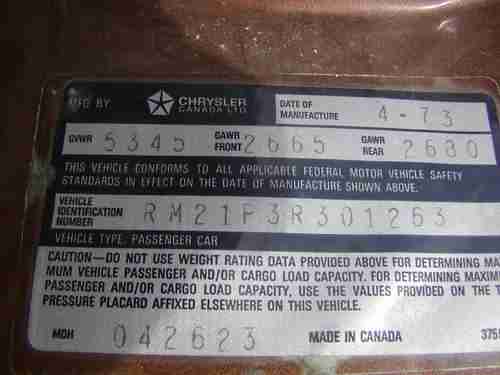 MFG BY CHRYSLER CANADA LTD. DATE OF MANUFACTURE 4-73
GVWR 5345 GAWR FRONT 2665 GAWR REAR 2680
THIS VEHICLE CONFORMS TO ALL APPLICABLE FEDERAL MOTOR VEHICLE SAFETY
STANDARDS IN EFFECT ON THE DATE OF MANUFACTURE SHOWN ABOVE.
VEHICLE IDENTIFICATION NUMBER RM21P3R301263
VEHICLE TYPE: PASSENGER CAR
CAUTION—DO NOT USE WEIGHT RATING DATA PROVIDED ABOVE FOR DETERMINING MA
MUM VEHICLE PASSENGER AND/OR CARGO LOAD CAPACITY. FOR DETERMINING MAXIM
PASSENGER AND/OR CARGO LOAD CAPACITY, USE THE VALUES PROVIDED ON THE T
PRESSURE PLACARD AFFIXED ELSEWHERE ON THIS VEHICLE.
MDH 042623 MADE IN CANADA 375